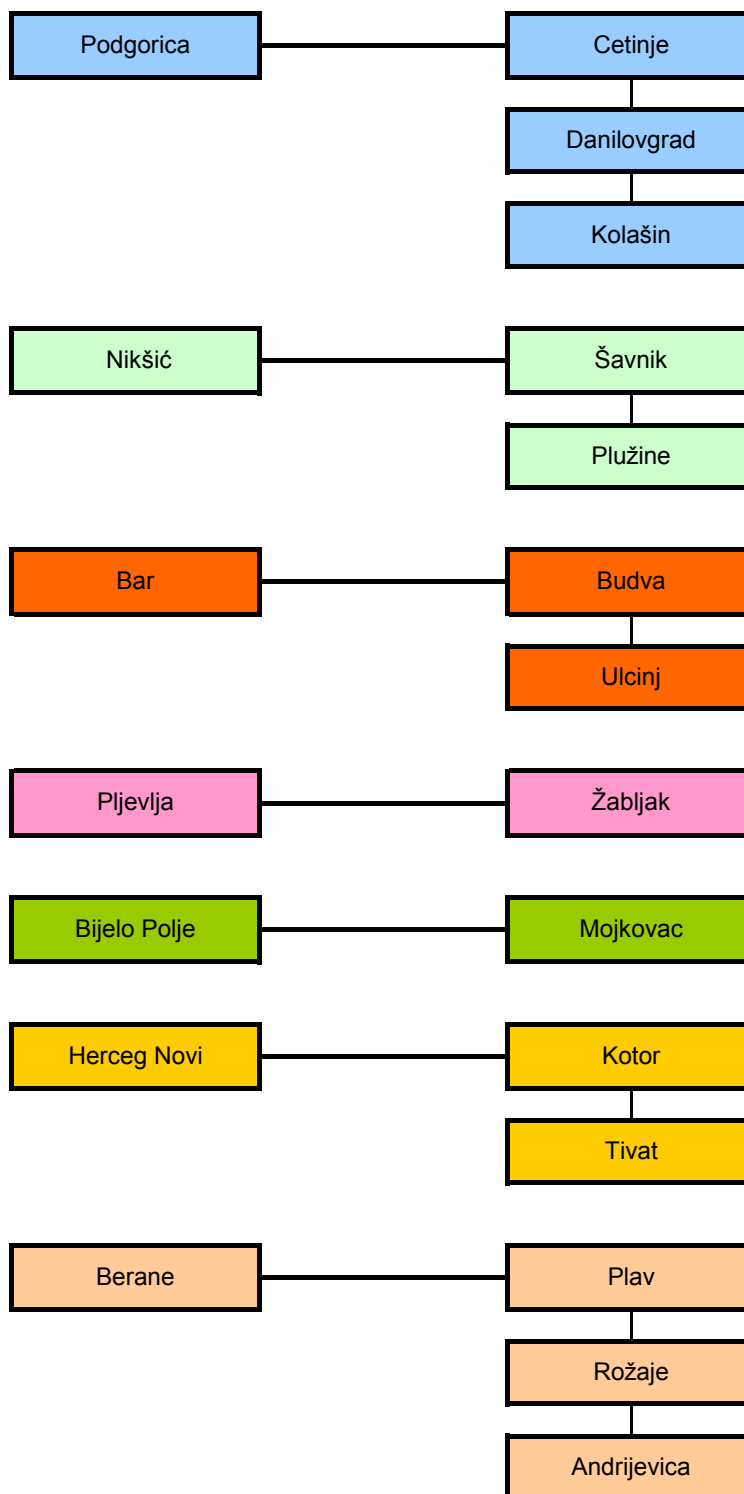 Podgorica
Cetinje
Danilovgrad
Kolašin
Nikšić
Šavnik
Plužine
Bar
Budva
Ulcinj
Pljevlja
Žabljak
Bijelo Polje
Mojkovac
Herceg Novi
Kotor
Tivat
Berane
Plav
Rožaje
Andrijevica